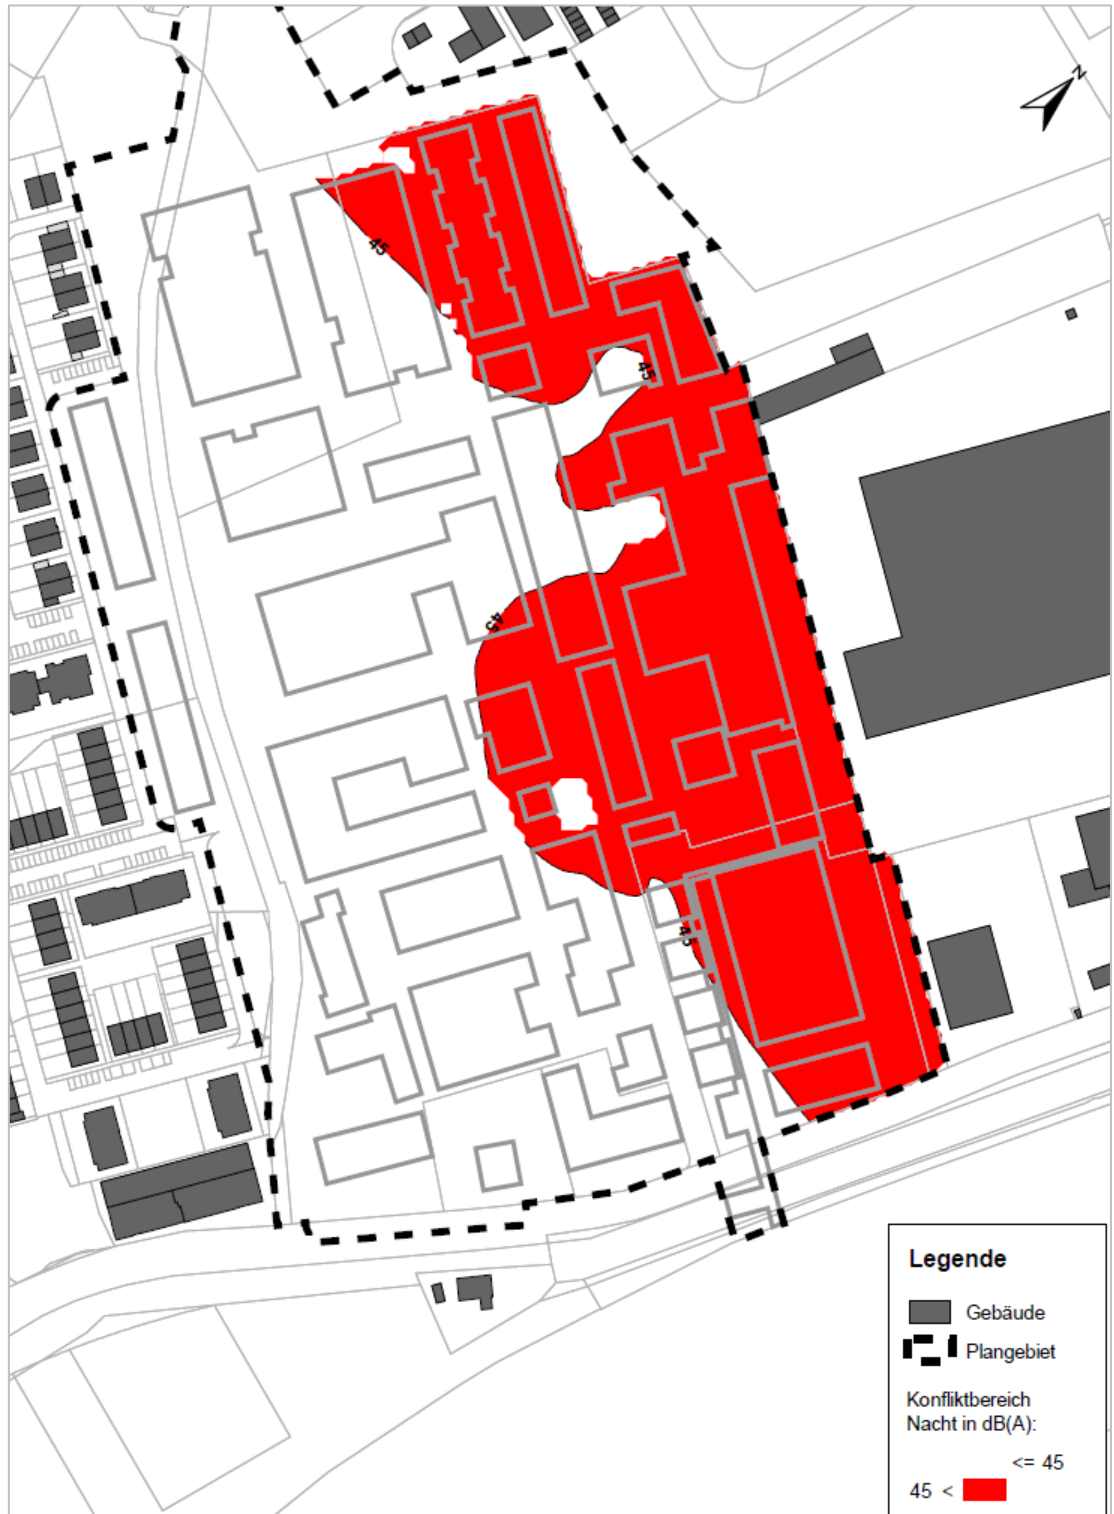 N
45
45
45
45
Legende
Gebäude
Plangebiet
Konfliktbereich
Nacht in dB(A):
<= 45
45 <